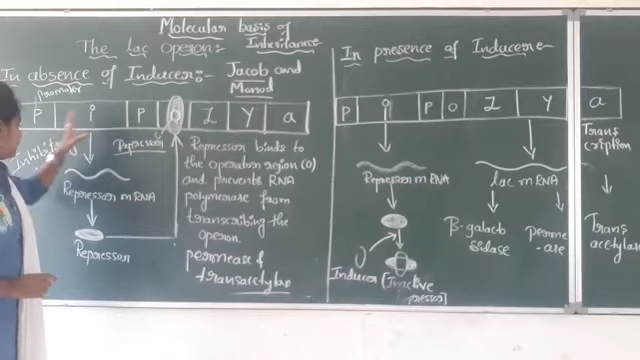 Molecular basis of
Inheritance
The Lac operon:-
In absence of Inducer:-
Jacob and
Monod
Promoter
P i P O Z Y a
Repressor
Repressor mRNA
Repressor
Repressor binds to
the operator region (o)
and prevents RNA
polymerase from
transcribing the
operon
permease &
transacetylase
In presence of Inducer:-
P i P O Z Y a
Repressor mRNA
Inducer
lac mRNA
β-galacto
sidase
perme
-ase
Trans
cription
Trans
acetylase